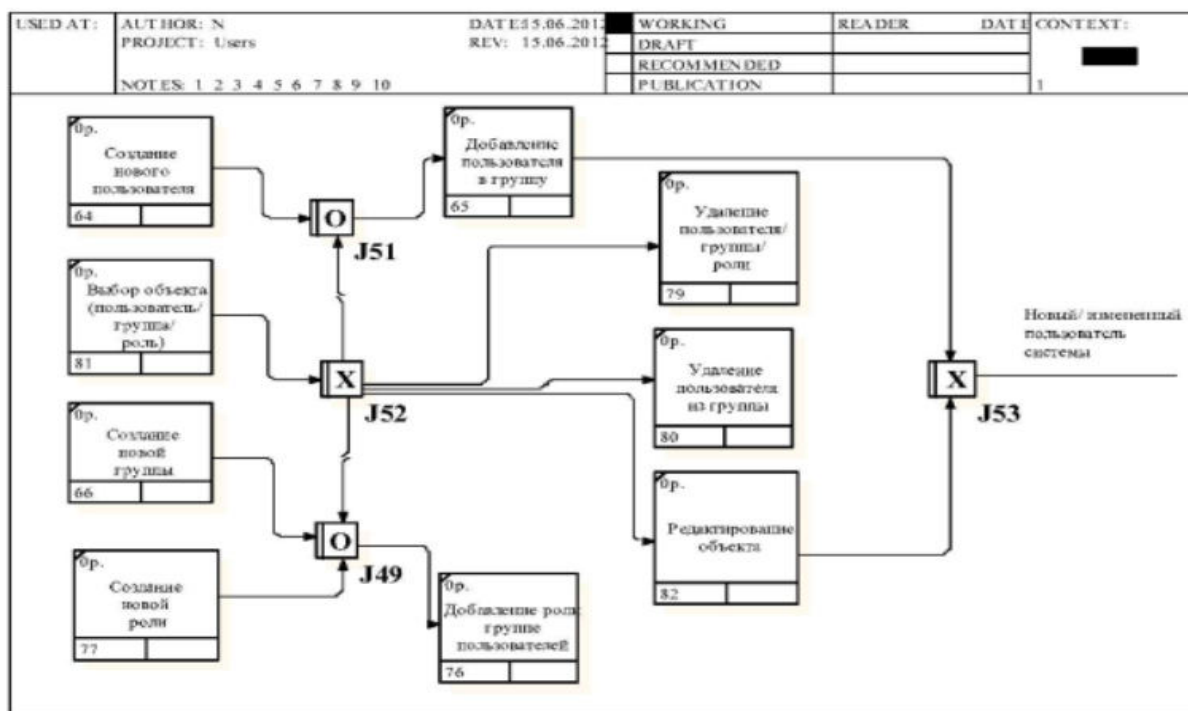 USED AT:
AUTHOR: N
DATE: 15.06.2012
PROJECT: Users
REV: 15.06.2012
NOTES: 1 2 3 4 5 6 7 8 9 10
WORKING
DRAFT
RECOMMENDED
PUBLICATION
READER
DATE
CONTEXT:
1
0р.
Создание
нового
пользователя
64
0р.
Добавление
пользователя
в группу
65
O
J51
0р.
Удаление
пользователя/
группы/
роли
79
0р.
Выбор объекта
(пользователь/
группа/
роль)
81
X
J52
0р.
Удаление
пользователя
из группы
80
X
J53
Новый/ измененный
пользователь
системы
0р.
Создание
новой
группы
66
O
J49
0р.
Редактирование
объекта
82
0р.
Создание
новой
роли
77
0р.
Добавление роли
группе
пользователей
76